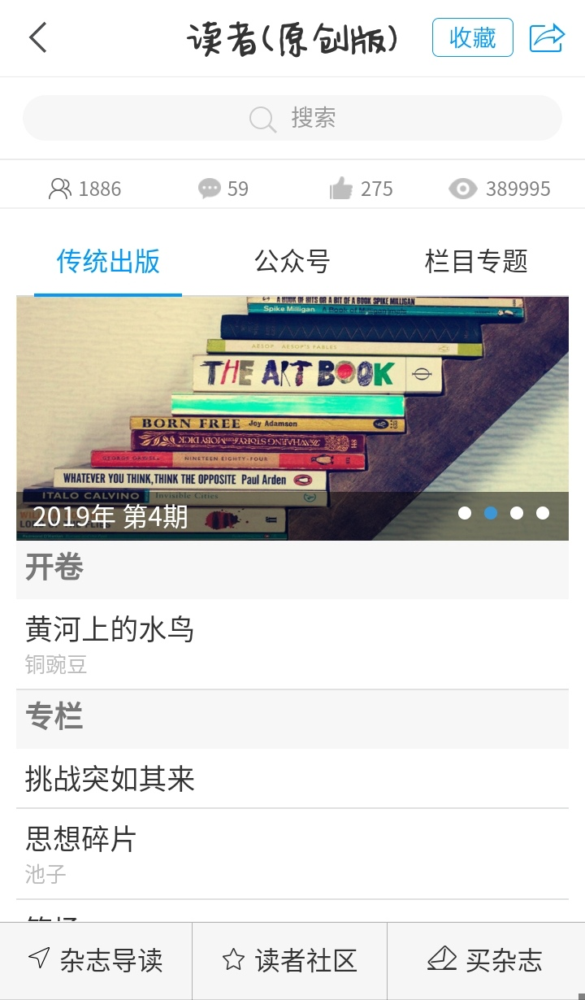 读者(原创版)
收藏
搜索
1886
59
275
389995
传统出版
公众号
栏目专题
A BOOK OF BITS OR A BIT OF A BOOK SPIKE MILLIGAN
Spike Milligan A Book of Milliganimals
AESOP AESOP'S FABLES
THE ART BOOK
BORN FREE Joy Adamson
THE WHALING STORY MOBY DICK
GEORGE ORWELL NINETEEN EIGHTY-FOUR
WHATEVER YOU THINK, THINK THE OPPOSITE Paul Arden
ITALO CALVINO Invisible Cities
2019年 第4期
开卷
黄河上的水鸟
铜豌豆
专栏
挑战突如其来
思想碎片
池子
杂志导读
读者社区
买杂志